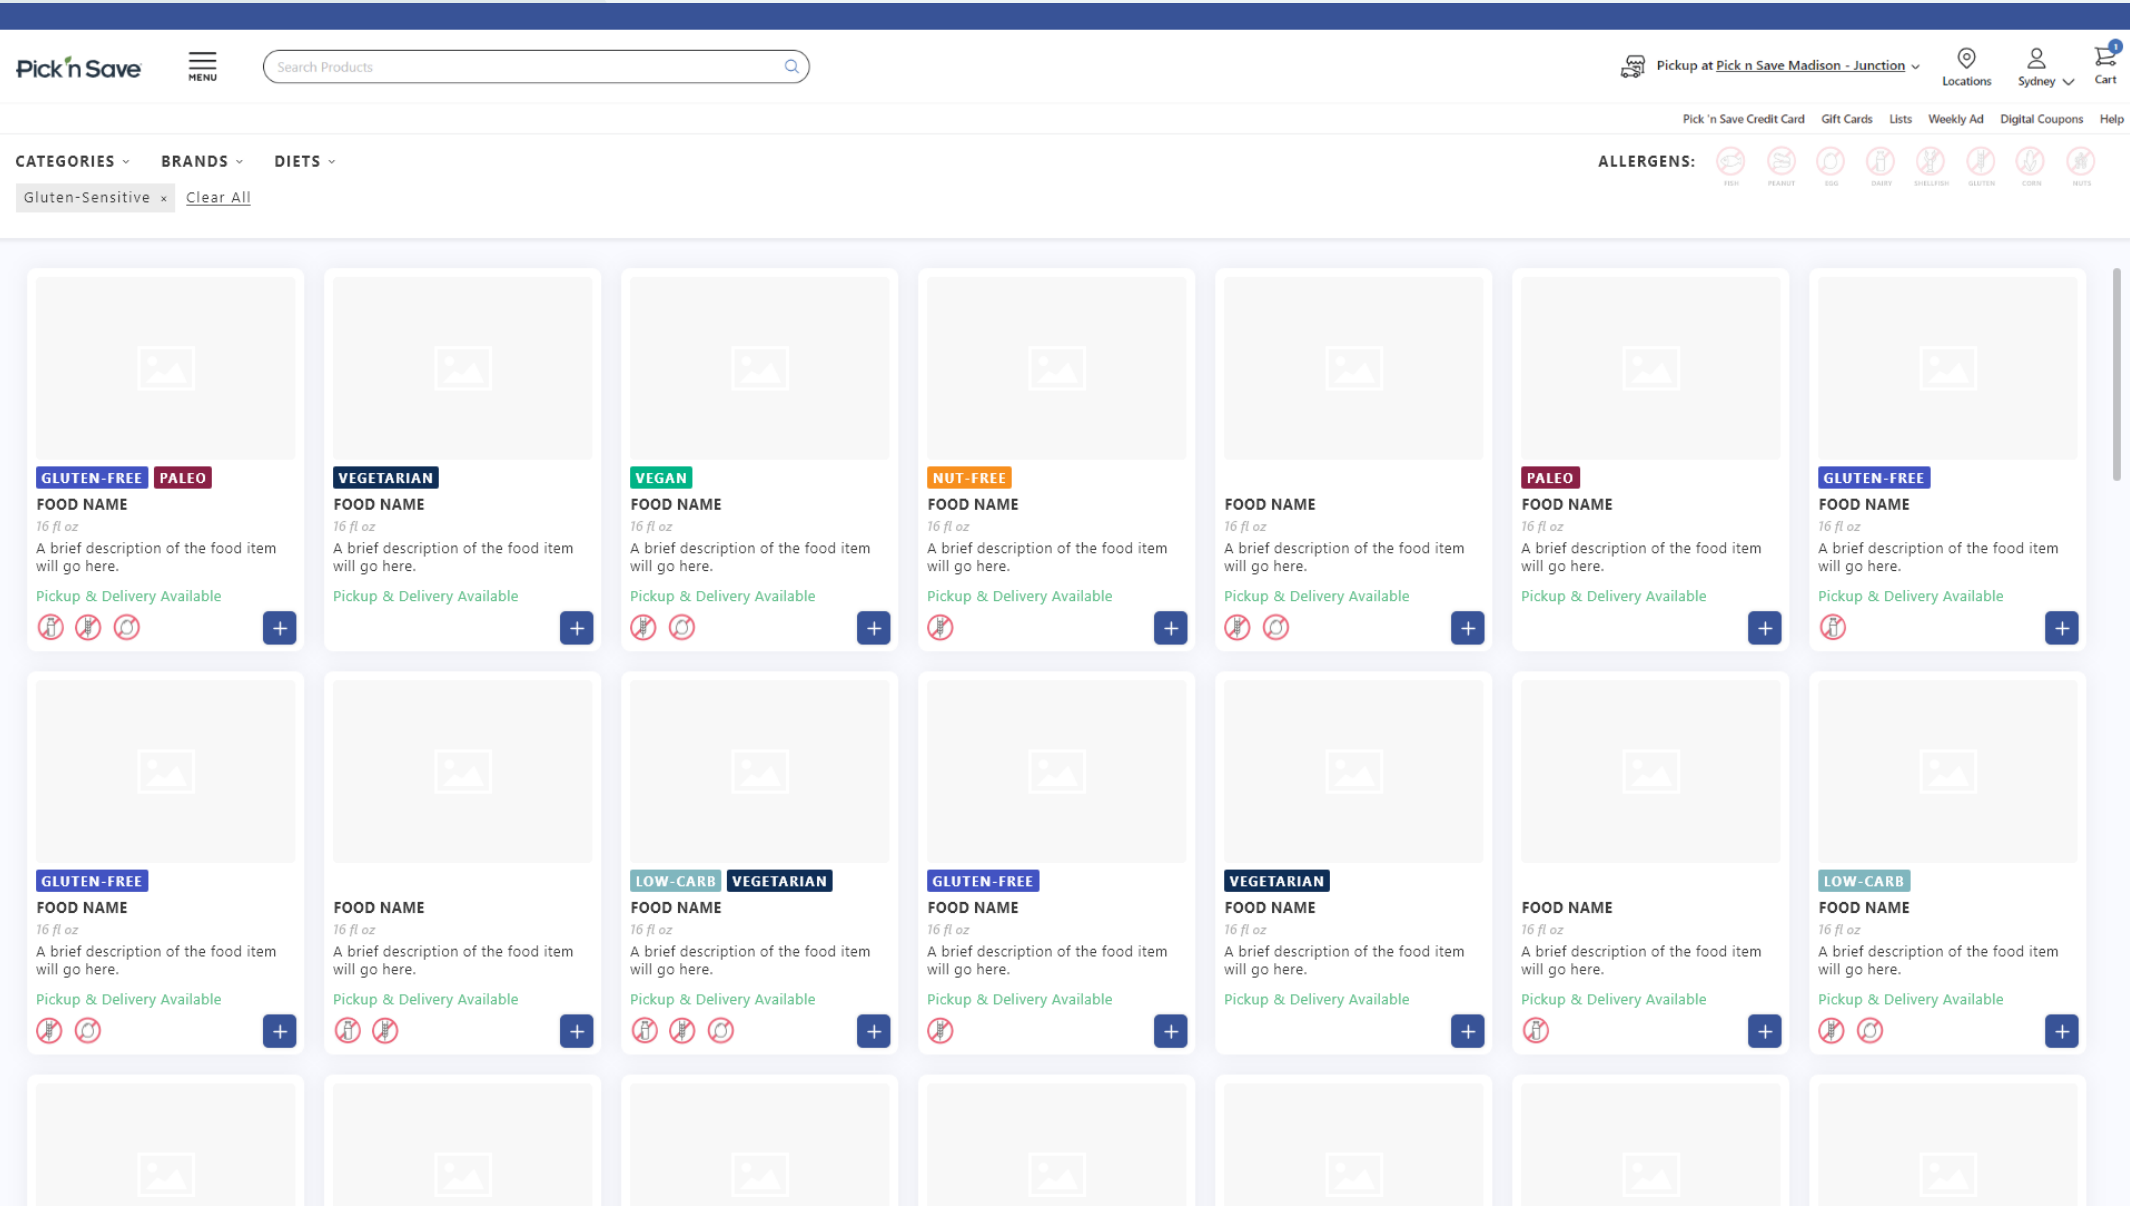 Pick'n Save
MENU
Search Products
Pickup at Pick n Save Madison - Junction
Locations
Sydney
1
Cart
Pick 'n Save Credit Card Gift Cards Lists Weekly Ad Digital Coupons Help
CATEGORIES BRANDS DIETS
ALLERGENS:
FISH PEANUT EGG DAIRY SHELLFISH GLUTEN CORN NUTS
Gluten-Sensitive × Clear All
GLUTEN-FREE PALEO
FOOD NAME
16 fl oz
A brief description of the food item
will go here.
Pickup & Delivery Available
+
VEGETARIAN
FOOD NAME
16 fl oz
A brief description of the food item
will go here.
Pickup & Delivery Available
+
VEGAN
FOOD NAME
16 fl oz
A brief description of the food item
will go here.
Pickup & Delivery Available
+
NUT-FREE
FOOD NAME
16 fl oz
A brief description of the food item
will go here.
Pickup & Delivery Available
+
FOOD NAME
16 fl oz
A brief description of the food item
will go here.
Pickup & Delivery Available
+
PALEO
FOOD NAME
16 fl oz
A brief description of the food item
will go here.
Pickup & Delivery Available
+
GLUTEN-FREE
FOOD NAME
16 fl oz
A brief description of the food item
will go here.
Pickup & Delivery Available
+
GLUTEN-FREE
FOOD NAME
16 fl oz
A brief description of the food item
will go here.
Pickup & Delivery Available
+
FOOD NAME
16 fl oz
A brief description of the food item
will go here.
Pickup & Delivery Available
+
LOW-CARB VEGETARIAN
FOOD NAME
16 fl oz
A brief description of the food item
will go here.
Pickup & Delivery Available
+
GLUTEN-FREE
FOOD NAME
16 fl oz
A brief description of the food item
will go here.
Pickup & Delivery Available
+
VEGETARIAN
FOOD NAME
16 fl oz
A brief description of the food item
will go here.
Pickup & Delivery Available
+
FOOD NAME
16 fl oz
A brief description of the food item
will go here.
Pickup & Delivery Available
+
LOW-CARB
FOOD NAME
16 fl oz
A brief description of the food item
will go here.
Pickup & Delivery Available
+